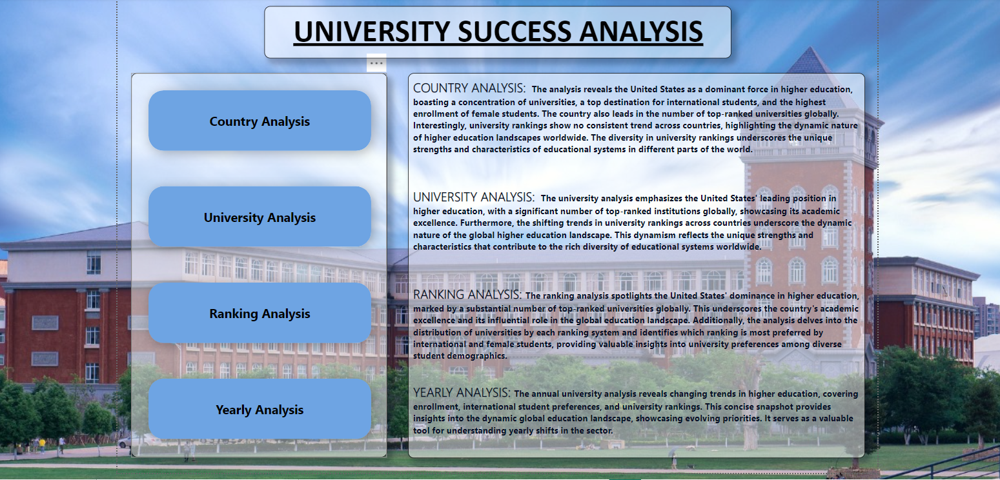 UNIVERSITY SUCCESS ANALYSIS
Country Analysis
University Analysis
Ranking Analysis
Yearly Analysis
COUNTRY ANALYSIS: The analysis reveals the United States as a dominant force in higher education,
boasting a concentration of universities, a top destination for international students, and the highest
enrollment of female students. The country also leads in the number of top-ranked universities globally.
Interestingly, university rankings show no consistent trend across countries, highlighting the dynamic nature
of higher education landscapes worldwide. The diversity in university rankings underscores the unique
strengths and characteristics of educational systems in different parts of the world.
UNIVERSITY ANALYSIS: The university analysis emphasizes the United States' leading position in
higher education, with a significant number of top-ranked institutions globally, showcasing its academic
excellence. Furthermore, the shifting trends in university rankings across countries underscore the dynamic
nature of the global higher education landscape. This dynamism reflects the unique strengths and
characteristics that contribute to the rich diversity of educational systems worldwide.
RANKING ANALYSIS: The ranking analysis spotlights the United States' dominance in higher education,
marked by a substantial number of top-ranked universities globally. This underscores the country's academic
excellence and its influential role in the global education landscape. Additionally, the analysis delves into the
distribution of universities by each ranking system and identifies which ranking is most preferred by
international and female students, providing valuable insights into university preferences among diverse
student demographics.
YEARLY ANALYSIS: The annual university analysis reveals changing trends in higher education, covering
enrollment, international student preferences, and university rankings. This concise snapshot provides
insights into the dynamic global education landscape, showcasing evolving priorities. It serves as a valuable
tool for understanding yearly shifts in the sector.